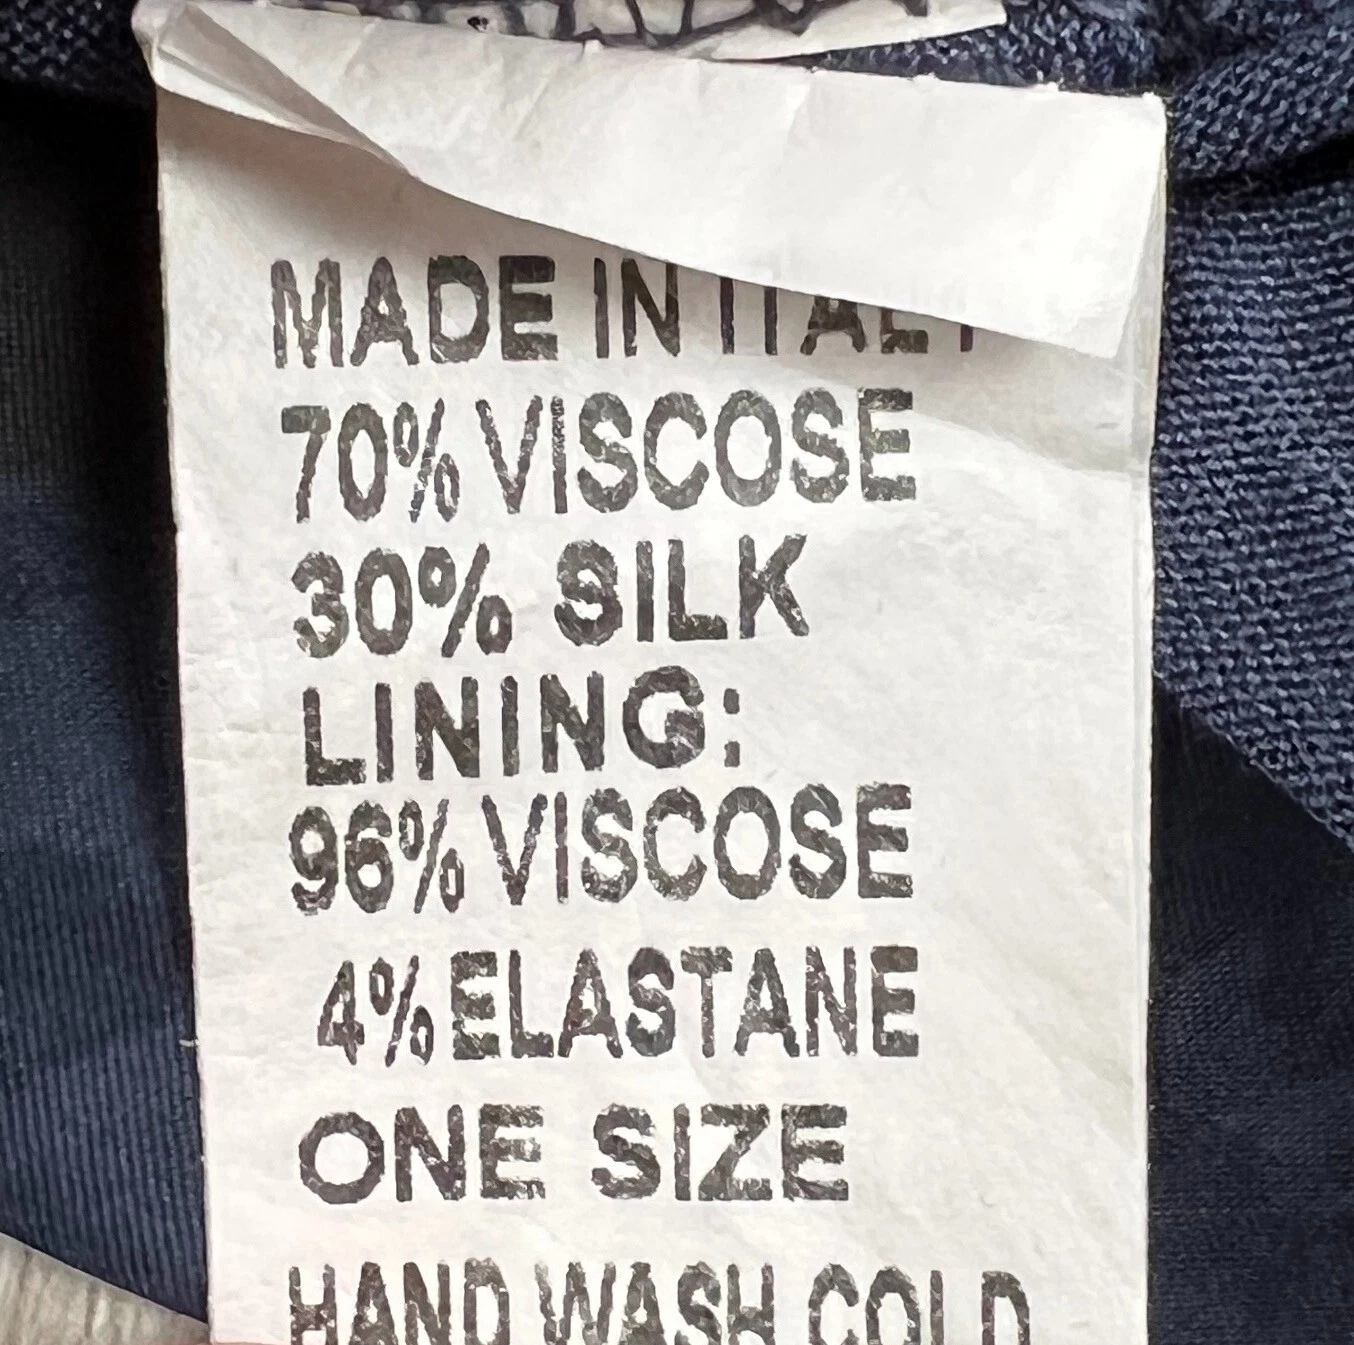 MADE IN ITALY
70% VISCOSE
30% SILK
LINING:
96% VISCOSE
4% ELASTANE
ONE SIZE
HAND WASH COLD